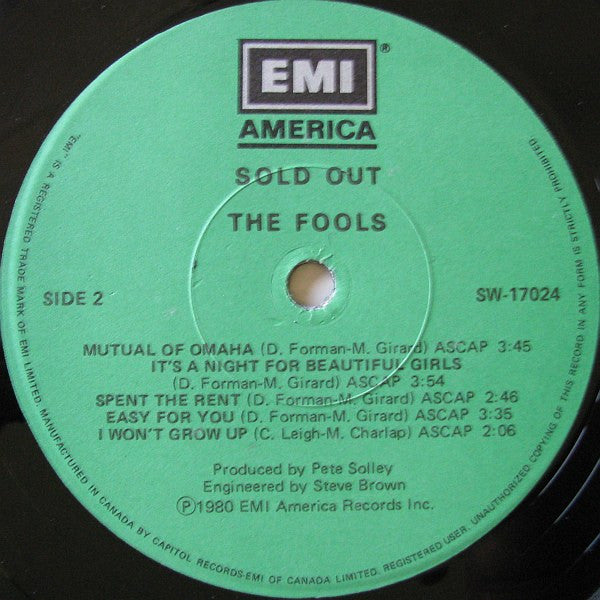 EMI®
AMERICA
SOLD OUT
THE FOOLS
SIDE 2
SW-17024
MUTUAL OF OMAHA (D. Forman-M. Girard) ASCAP 3:45
IT'S A NIGHT FOR BEAUTIFUL GIRLS
(D. Forman-M. Girard) ASCAP 3:54
SPENT THE RENT (D. Forman-M. Girard) ASCAP 2:46
EASY FOR YOU (D. Forman-M. Girard) ASCAP 3:35
I WON'T GROW UP (C. Leigh-M. Charlap) ASCAP 2:06
Produced by Pete Solley
Engineered by Steve Brown
Ⓟ1980 EMI America Records Inc.
"EMI" IS A REGISTERED TRADE MARK OF EMI LIMITED. MANUFACTURED IN CANADA BY CAPITOL RECORDS-EMI OF CANADA LIMITED. REGISTERED USER. UNAUTHORIZED COPYING OF THIS RECORD IN ANY FORM IS STRICTLY PROHIBITED